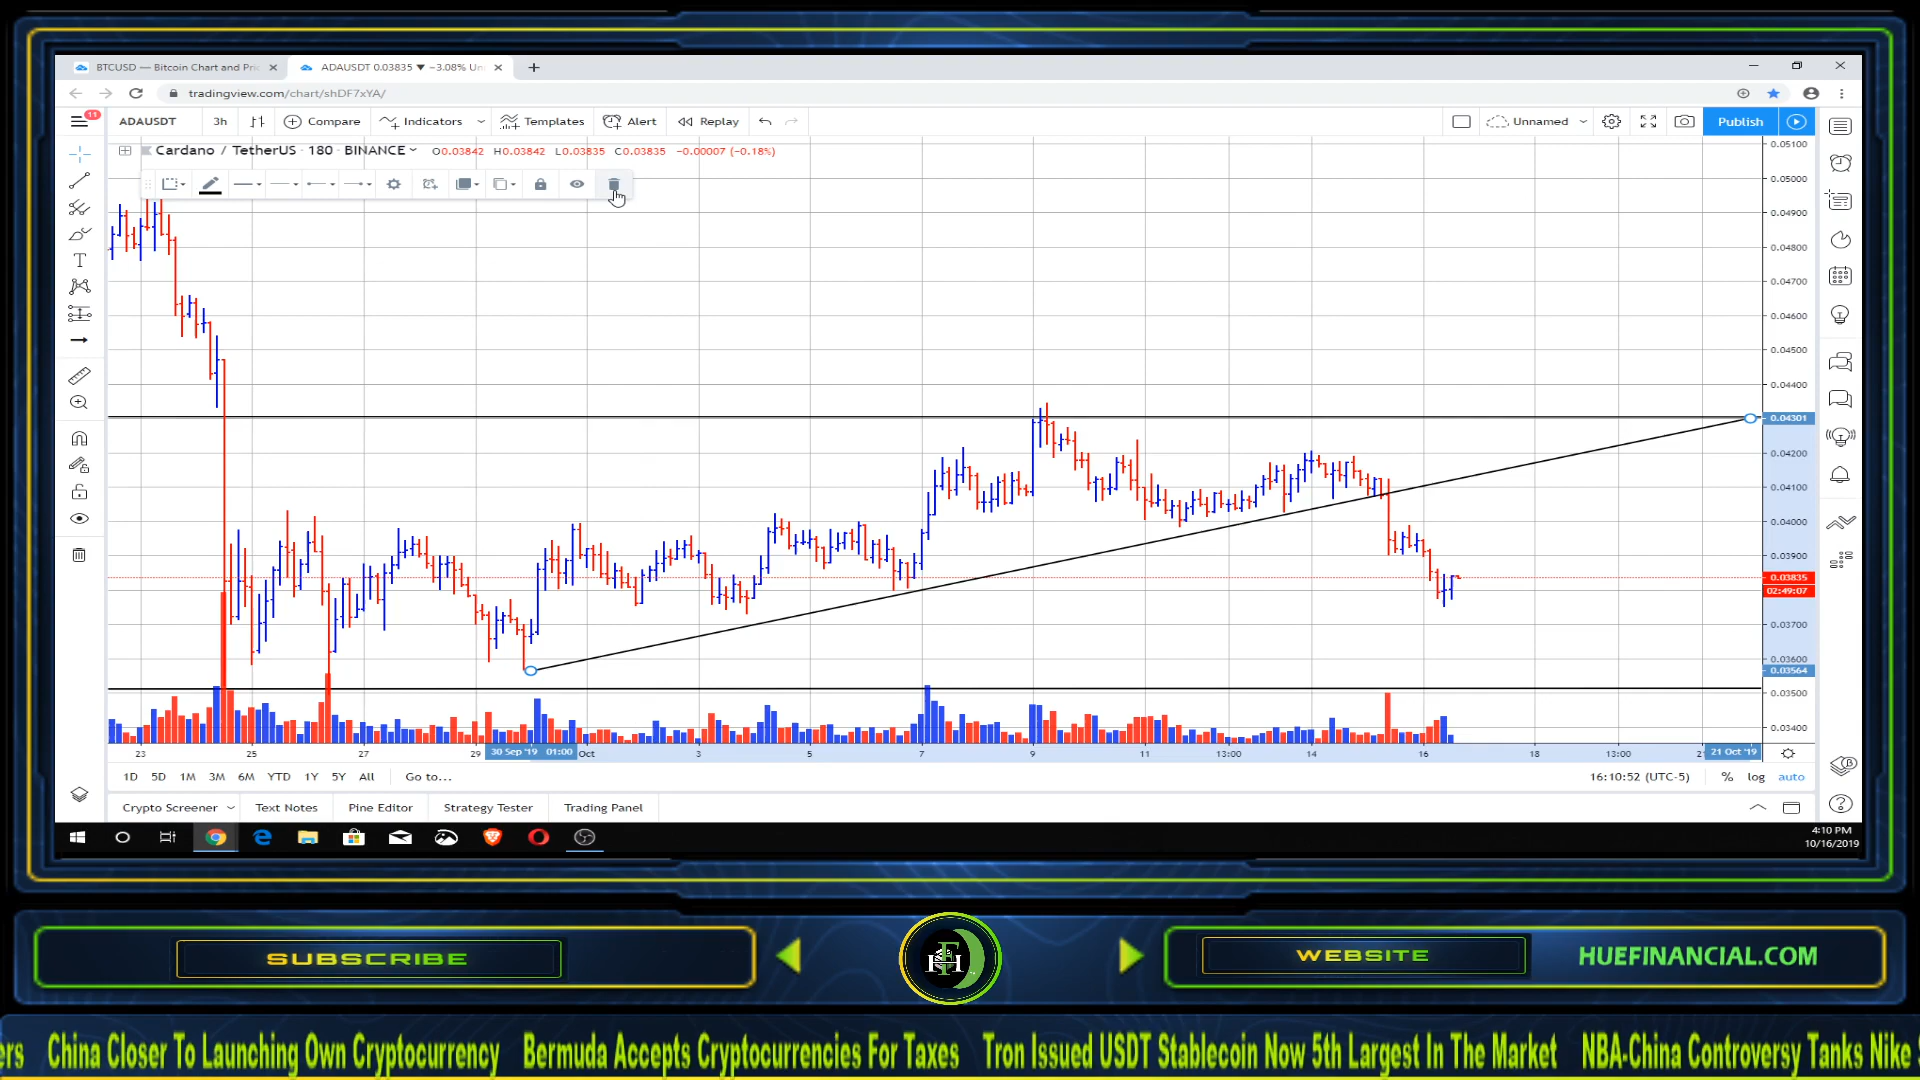 BTCUSD — Bitcoin Chart and Pri
ADAUSDT 0.03835 ▼ −3.08% Un
tradingview.com/chart/shDF7xYA/
11
ADAUSDT 3h Compare Indicators Templates Alert Replay Unnamed Publish
Cardano / TetherUS · 180 · BINANCE O0.03842 H0.03842 L0.03835 C0.03835 −0.00007 (−0.18%)
0.05100
0.05000
0.04900
0.04800
0.04700
0.04600
0.04500
0.04400
0.04301
0.04200
0.04100
0.04000
0.03900
0.03835
02:49:07
0.03700
0.03600
0.03564
0.03500
0.03400
23 25 27 29 30 Sep '19 01:00 Oct 3 5 7 9 11 13:00 14 16 18 13:00 21 Oct '19
1D 5D 1M 3M 6M YTD 1Y 5Y All Go to... 16:10:52 (UTC-5) % log auto
Crypto Screener Text Notes Pine Editor Strategy Tester Trading Panel
4:10 PM
10/16/2019
SUBSCRIBE
FH
WEBSITE HUEFINANCIAL.COM
ers China Closer To Launching Own Cryptocurrency Bermuda Accepts Cryptocurrencies For Taxes Tron Issued USDT Stablecoin Now 5th Largest In The Market NBA-China Controversy Tanks Nike